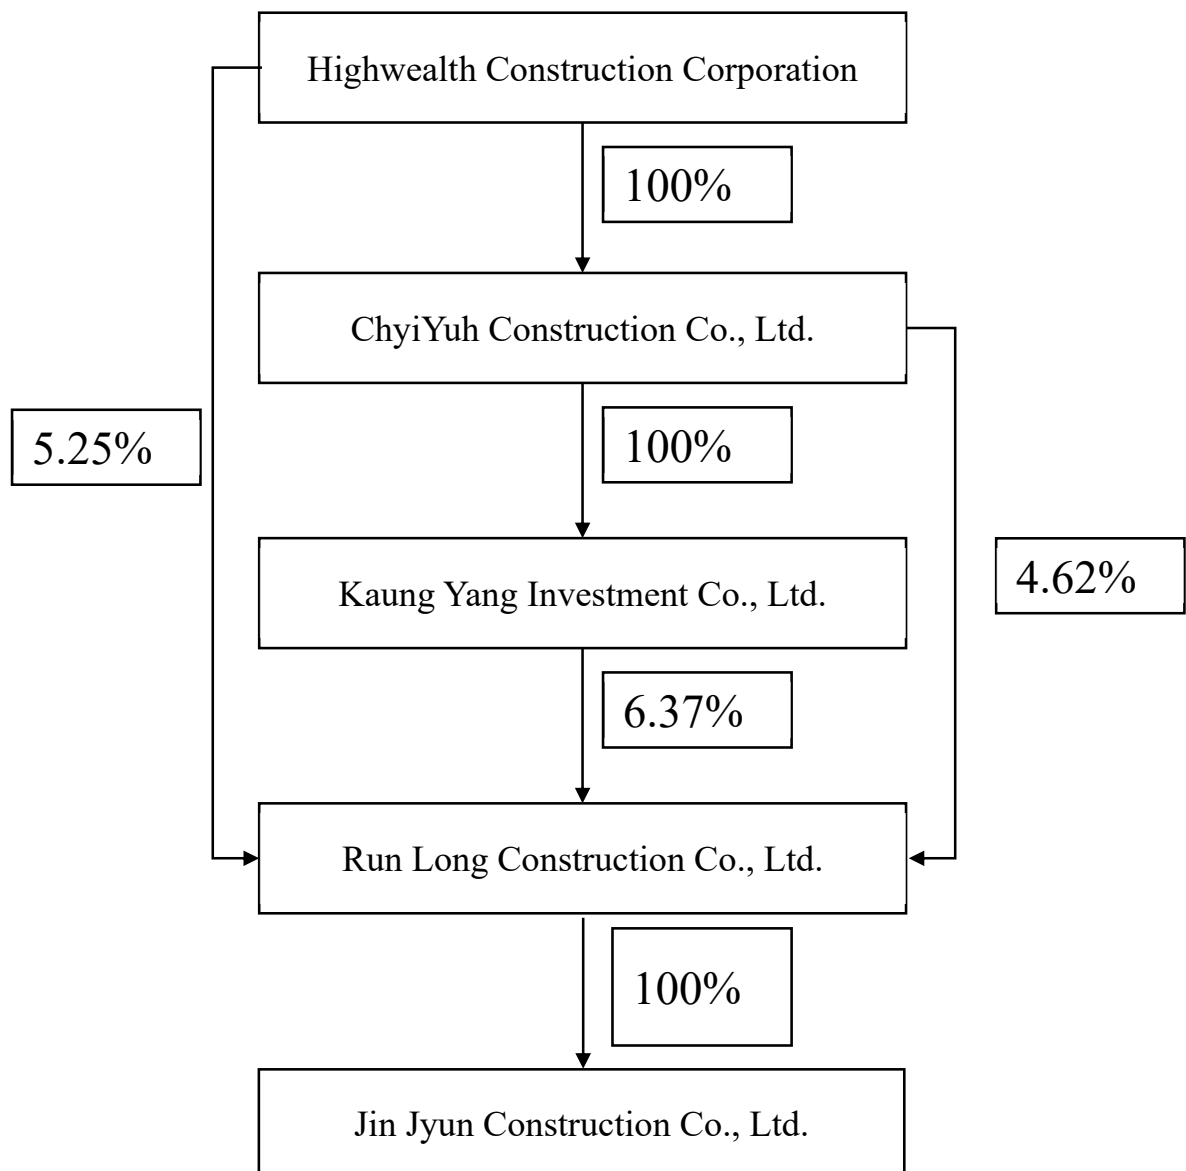 Highwealth Construction Corporation
100%
ChyiYuh Construction Co., Ltd.
5.25%
100%
4.62%
Kaung Yang Investment Co., Ltd.
6.37%
Run Long Construction Co., Ltd.
100%
Jin Jyun Construction Co., Ltd.